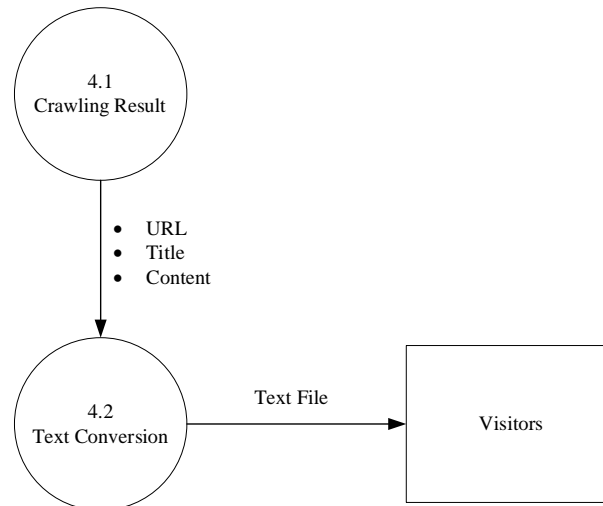 4.1
Crawling Result
• URL
• Title
• Content
4.2
Text Conversion
Text File
Visitors